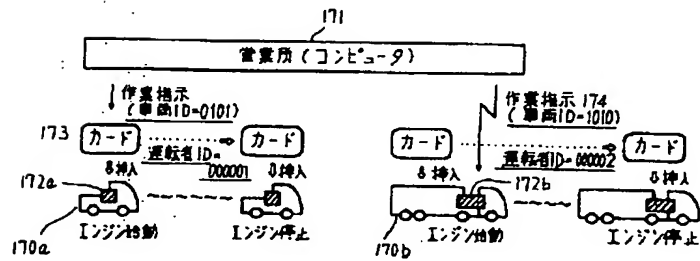 171
営業所(コンピュータ)
作業指示
(車両ID=0101)
作業指示 174
(車両ID=1010)
173
カード
カード
カード
カード
運転者ID=
000001
運転者ID=000002
⇩挿入
⇩挿入
⇩挿入
⇩挿入
172a
172b
170a
170b
エンジン始動
エンジン停止
エンジン始動
エンジン停止